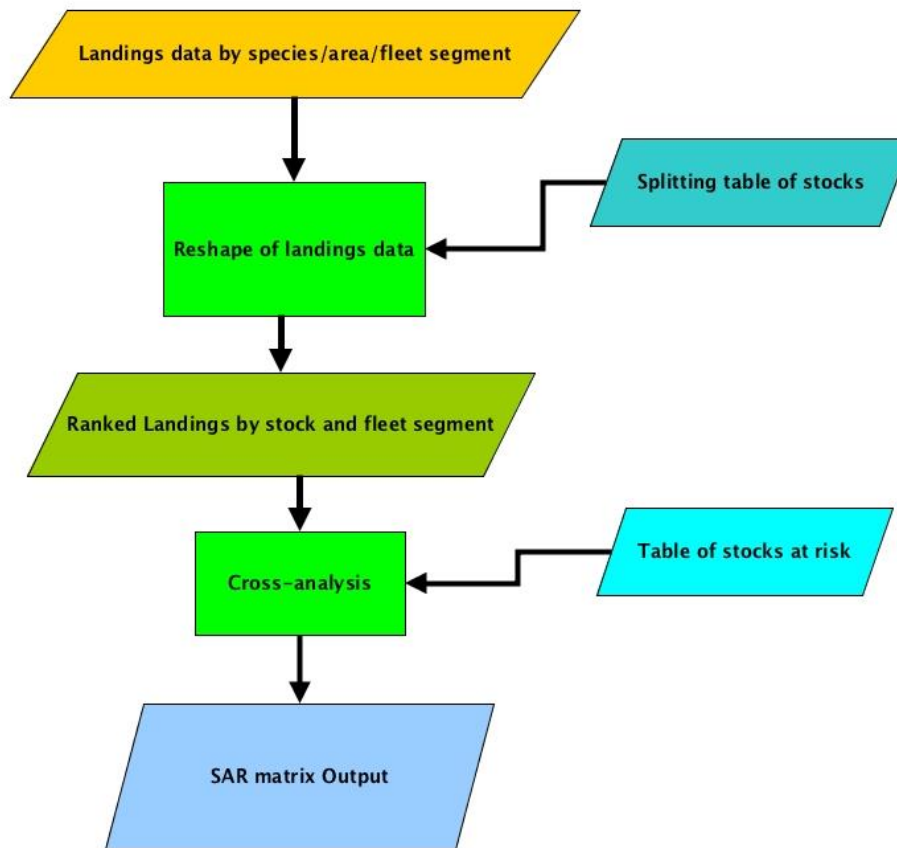 Landings data by species/area/fleet segment
Splitting table of stocks
Reshape of landings data
Ranked Landings by stock and fleet segment
Table of stocks at risk
Cross-analysis
SAR matrix Output